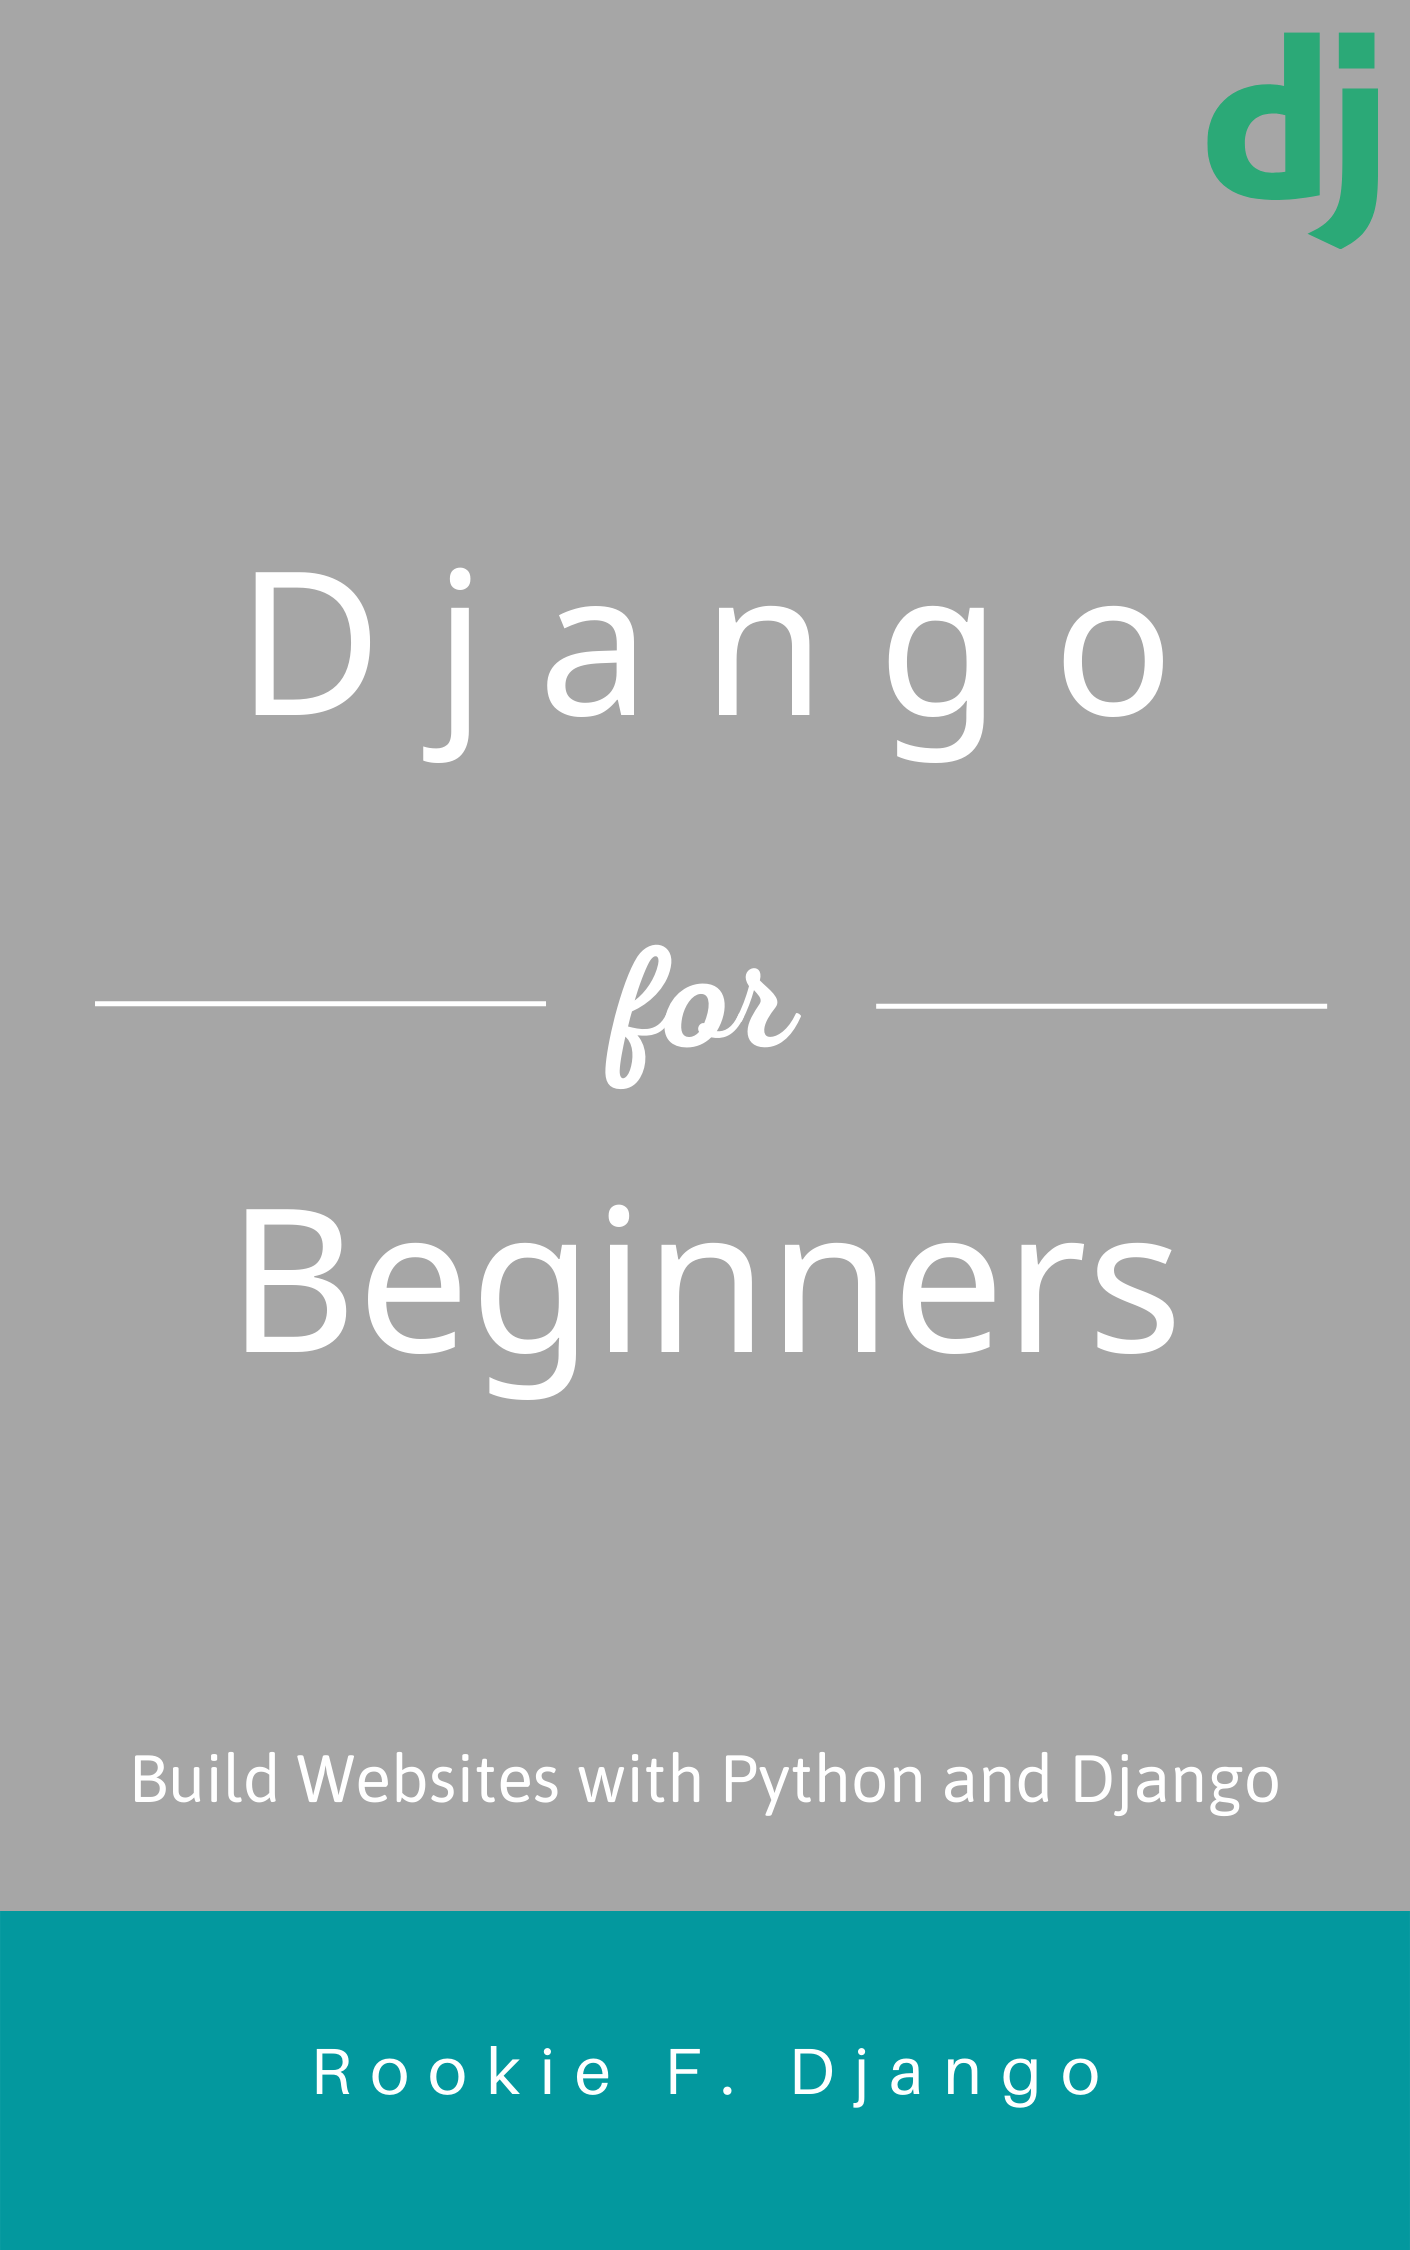 dj
Django
for
Beginners
Build Websites with Python and Django
Rookie F. Django